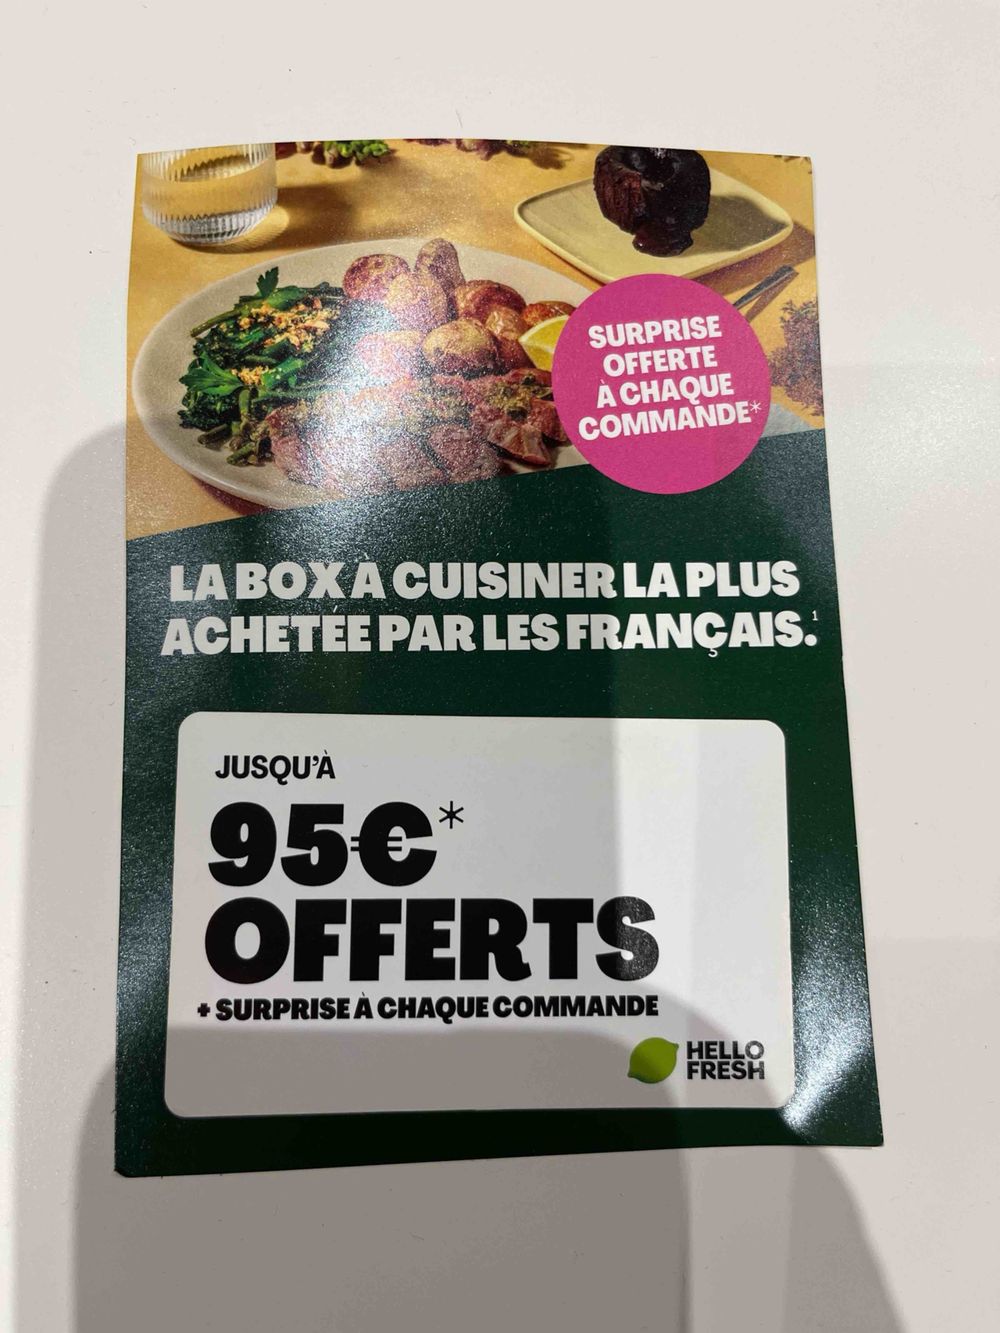 SURPRISE
OFFERTE
À CHAQUE
COMMANDE*
LA BOX À CUISINER LA PLUS
ACHETÉE PAR LES FRANÇAIS.¹
JUSQU'À
95€*
OFFERTS
+ SURPRISE À CHAQUE COMMANDE
HELLO
FRESH